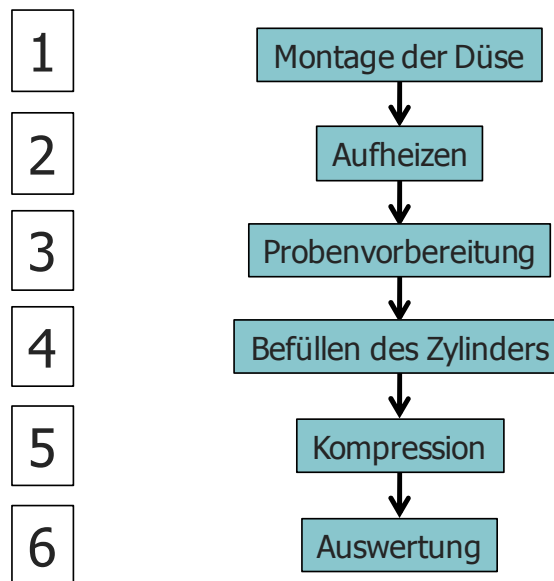 1
Montage der Düse
2
Aufheizen
3
Probenvorbereitung
4
Befüllen des Zylinders
5
Kompression
6
Auswertung